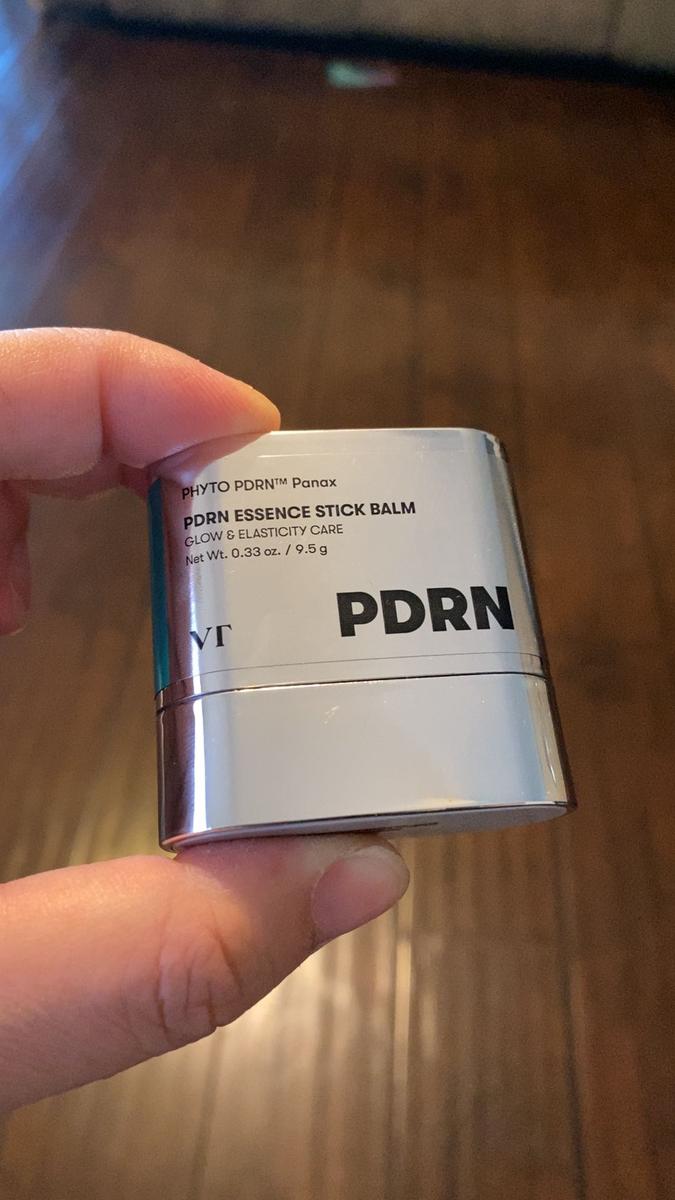 PHYTO PDRN™ Panax
PDRN ESSENCE STICK BALM
GLOW & ELASTICITY CARE
Net Wt. 0.33 oz. / 9.5 g
VT
PDRN